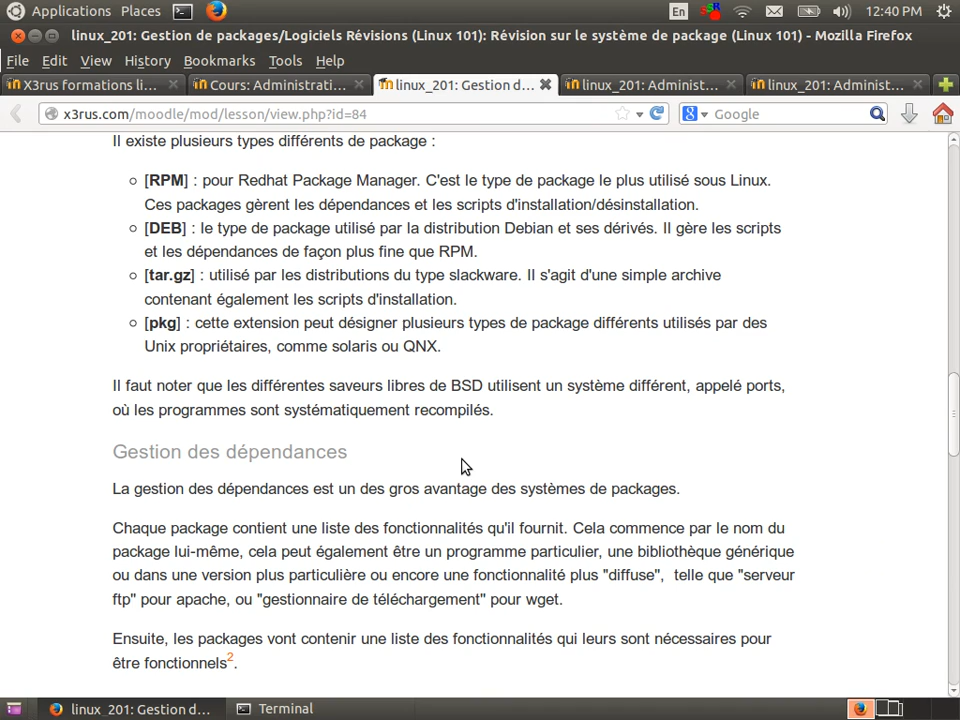 Applications Places En 12:40 PM
linux_201: Gestion de packages/Logiciels Révisions (Linux 101): Révision sur le système de package (Linux 101) - Mozilla Firefox
File Edit View History Bookmarks Tools Help
X3rus formations li... Cours: Administrati... linux_201: Gestion d... linux_201: Administ... linux_201: Administ...
x3rus.com/moodle/mod/lesson/view.php?id=84 Google
Il existe plusieurs types différents de package :
[RPM] : pour Redhat Package Manager. C'est le type de package le plus utilisé sous Linux.
Ces packages gèrent les dépendances et les scripts d'installation/désinstallation.
[DEB] : le type de package utilisé par la distribution Debian et ses dérivés. Il gère les scripts
et les dépendances de façon plus fine que RPM.
[tar.gz] : utilisé par les distributions du type slackware. Il s'agit d'une simple archive
contenant également les scripts d'installation.
[pkg] : cette extension peut désigner plusieurs types de package différents utilisés par des
Unix propriétaires, comme solaris ou QNX.
Il faut noter que les différentes saveurs libres de BSD utilisent un système différent, appelé ports,
où les programmes sont systématiquement recompilés.
Gestion des dépendances
La gestion des dépendances est un des gros avantage des systèmes de packages.
Chaque package contient une liste des fonctionnalités qu'il fournit. Cela commence par le nom du
package lui-même, cela peut également être un programme particulier, une bibliothèque générique
ou dans une version plus particulière ou encore une fonctionnalité plus "diffuse", telle que "serveur
ftp" pour apache, ou "gestionnaire de téléchargement" pour wget.
Ensuite, les packages vont contenir une liste des fonctionnalités qui leurs sont nécessaires pour
être fonctionnels2.
linux_201: Gestion d... Terminal